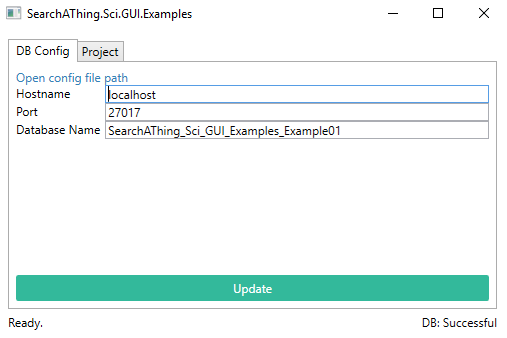 SearchAThing.Sci.GUI.Examples
DB Config Project
Open config file path
Hostname localhost
Port 27017
Database Name SearchAThing_Sci_GUI_Examples_Example01
Update
Ready. DB: Successful